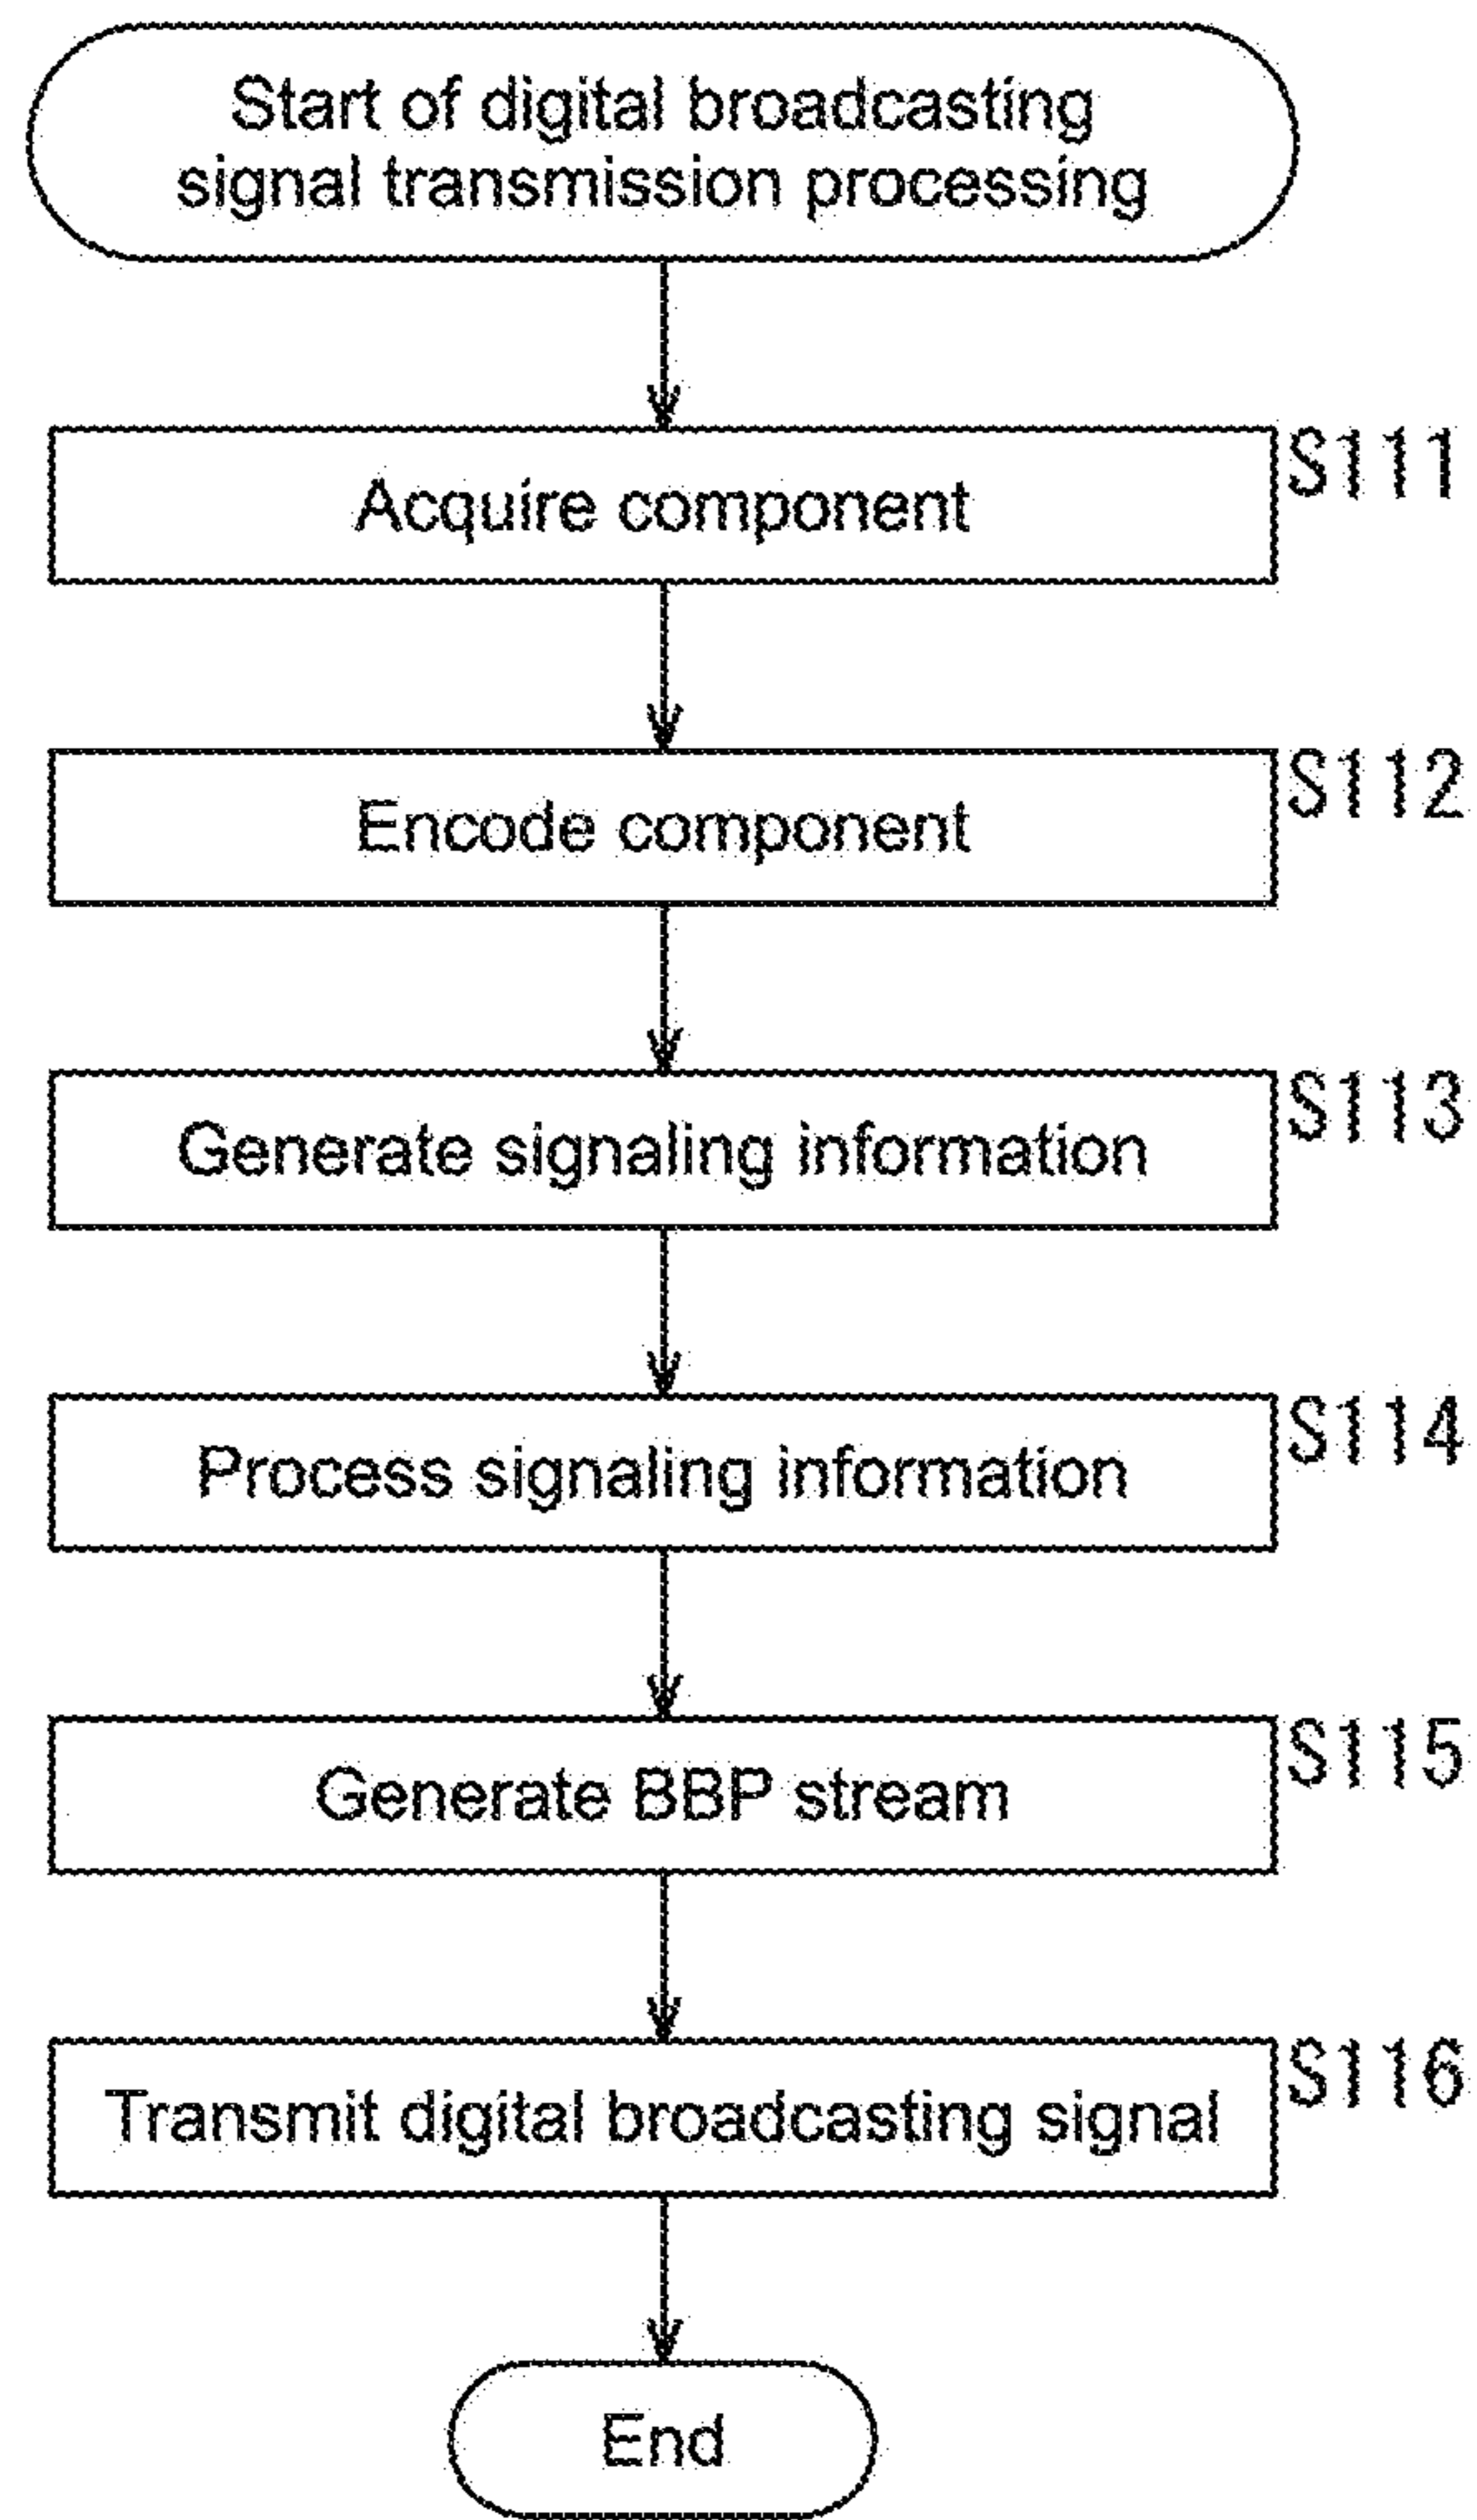 Start of digital broadcasting
signal transmission processing
S111
Acquire component
S112
Encode component
S113
Generate signaling information
S114
Process signaling information
S115
Generate BBP stream
S116
Transmit digital broadcasting signal
End